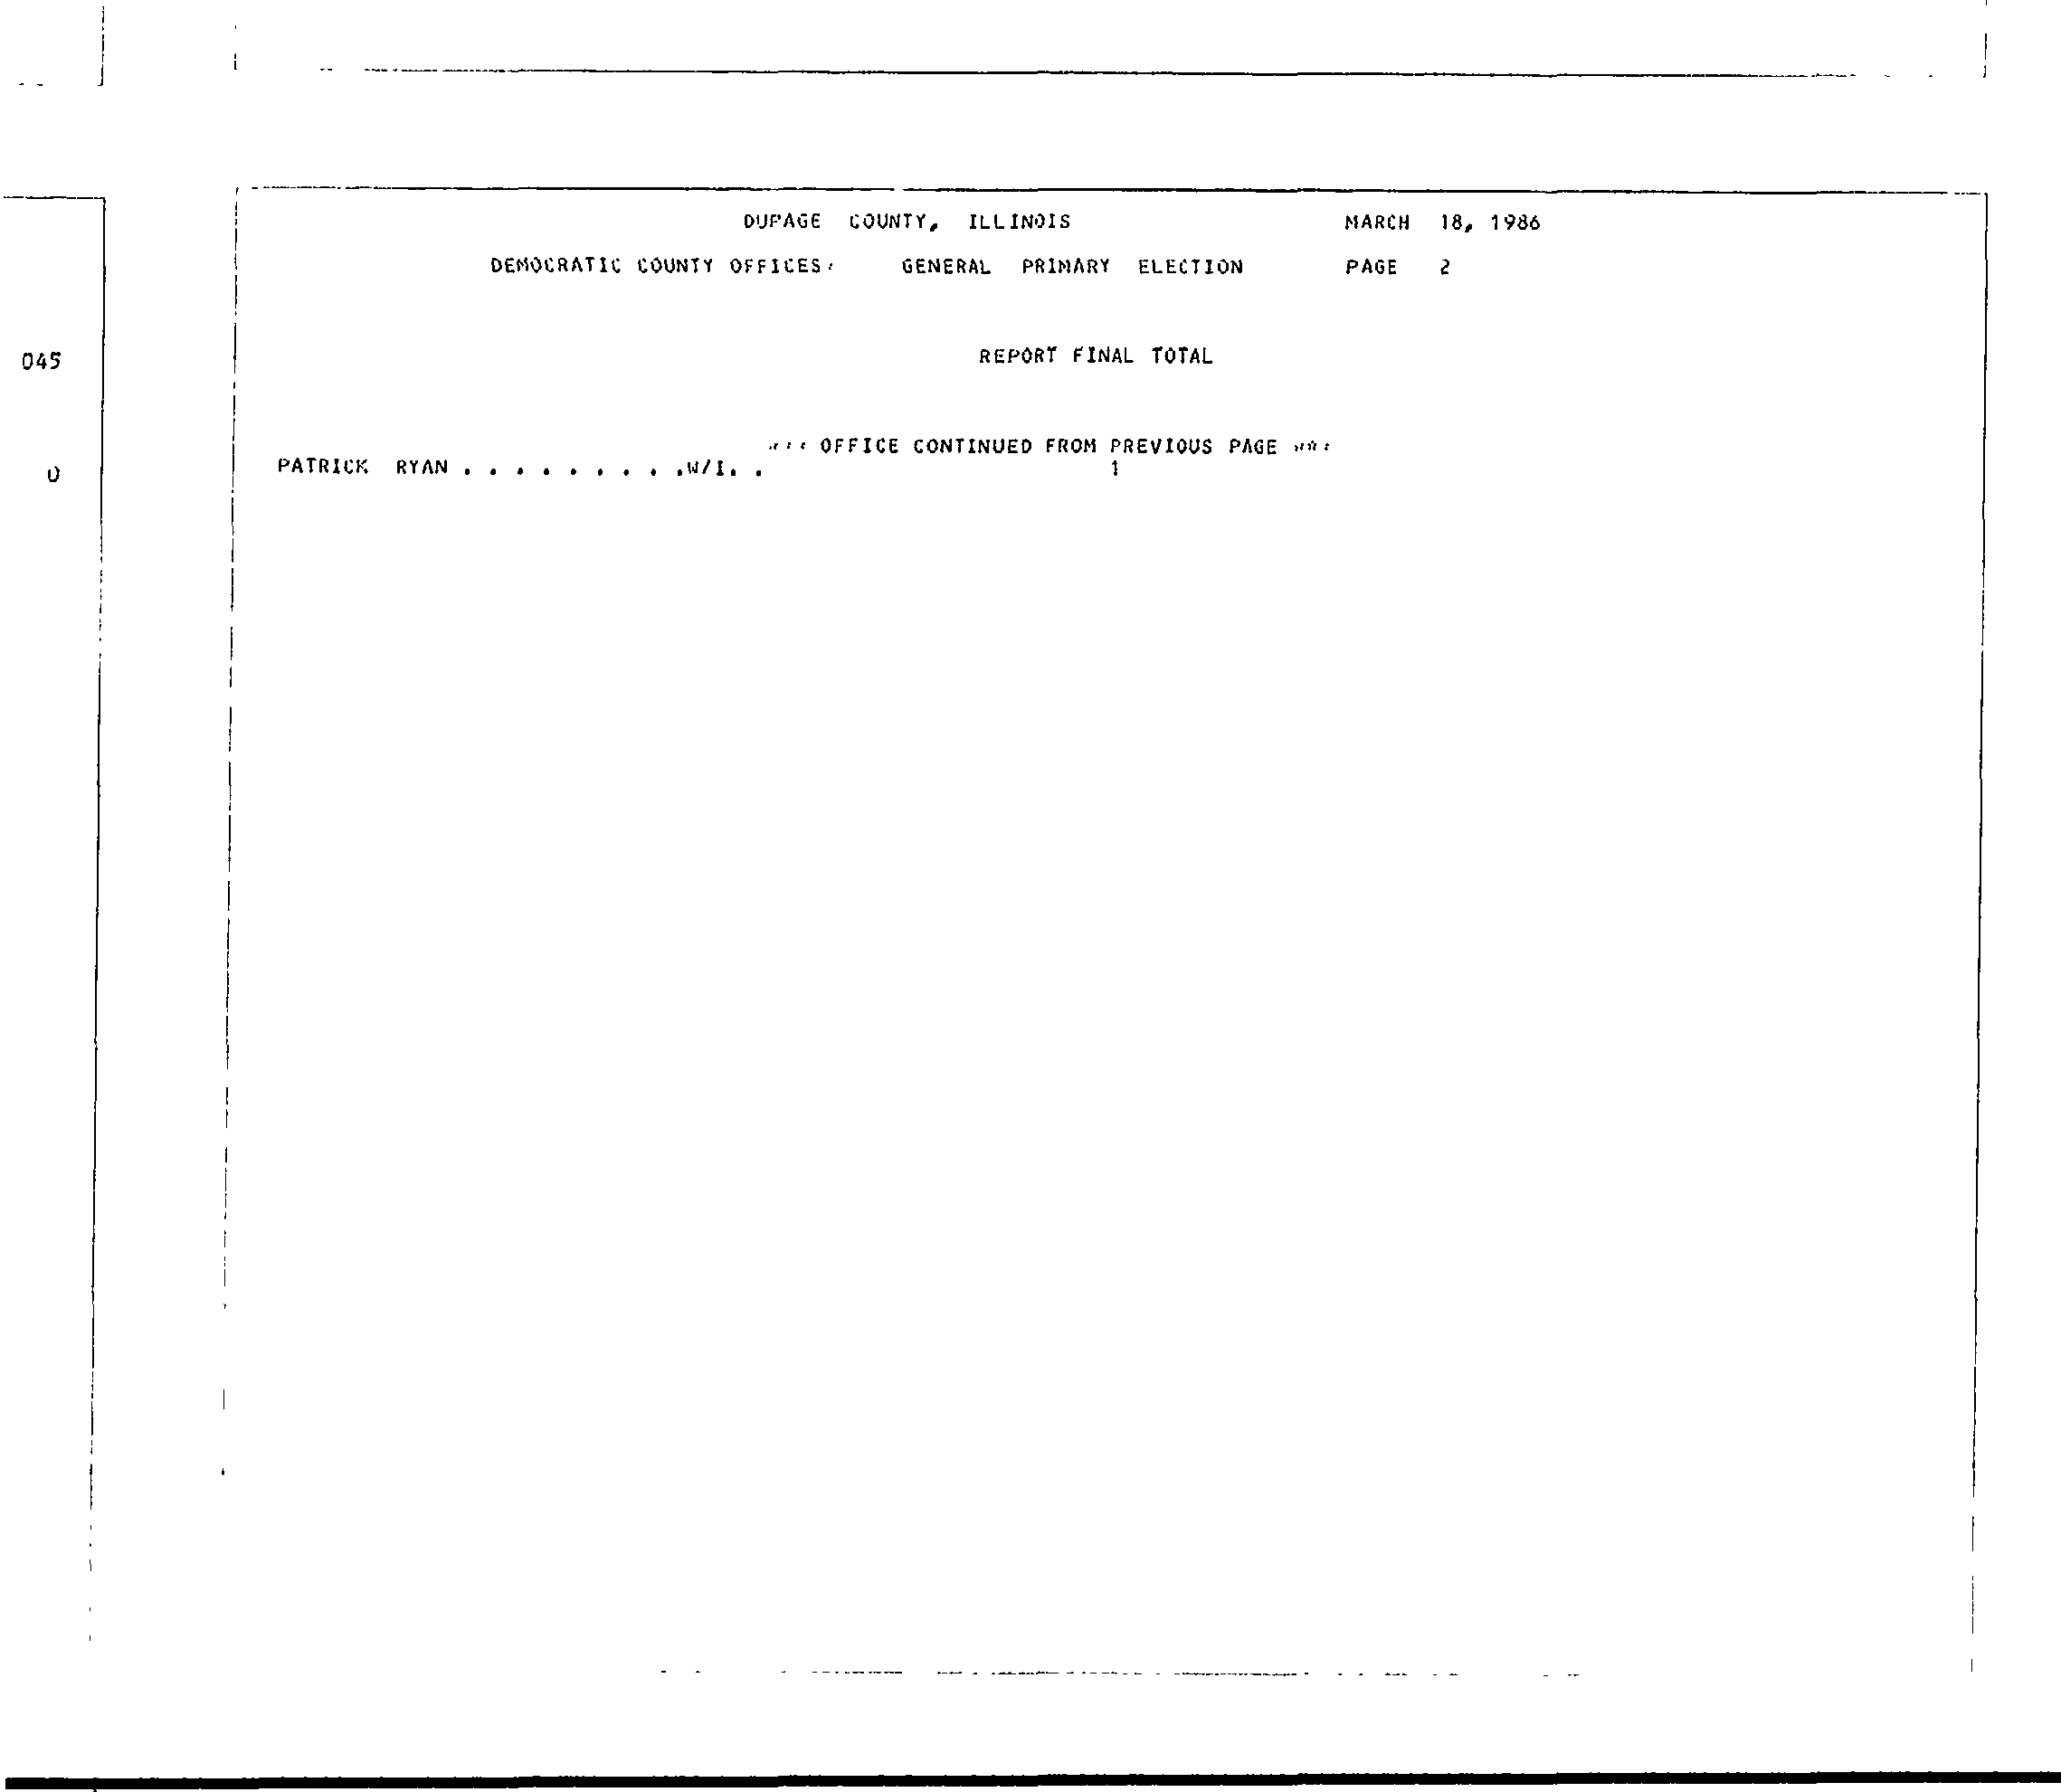 DUPAGE COUNTY, ILLINOIS MARCH 18, 1986
DEMOCRATIC COUNTY OFFICES GENERAL PRIMARY ELECTION PAGE 2
045
REPORT FINAL TOTAL
*** OFFICE CONTINUED FROM PREVIOUS PAGE ***
0
PATRICK RYAN . . . . . . . . .W/I. . 1